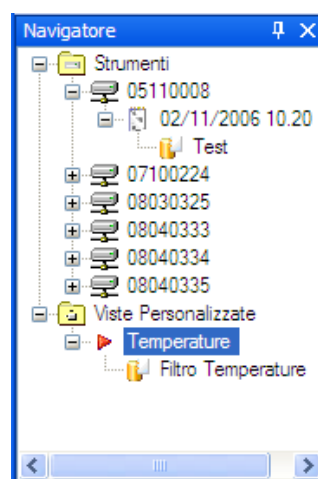 Navigatore
Strumenti
05110008
02/11/2006 10.20
Test
07100224
08030325
08040333
08040334
08040335
Viste Personalizzate
Temperature
Filtro Temperature